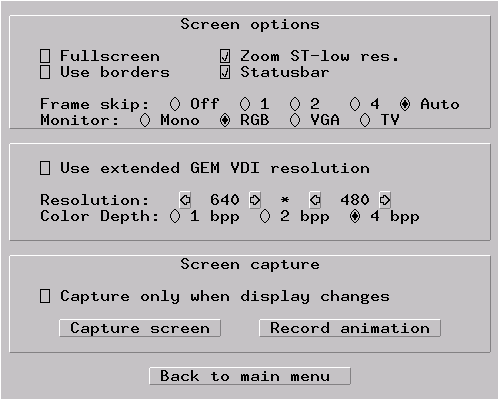 Screen options
Fullscreen Zoom ST-low res.
Use borders Statusbar
Frame skip: Off 1 2 4 Auto
Monitor: Mono RGB VGA TV
Use extended GEM VDI resolution
Resolution: 640 * 480
Color Depth: 1 bpp 2 bpp 4 bpp
Screen capture
Capture only when display changes
Capture screen Record animation
Back to main menu